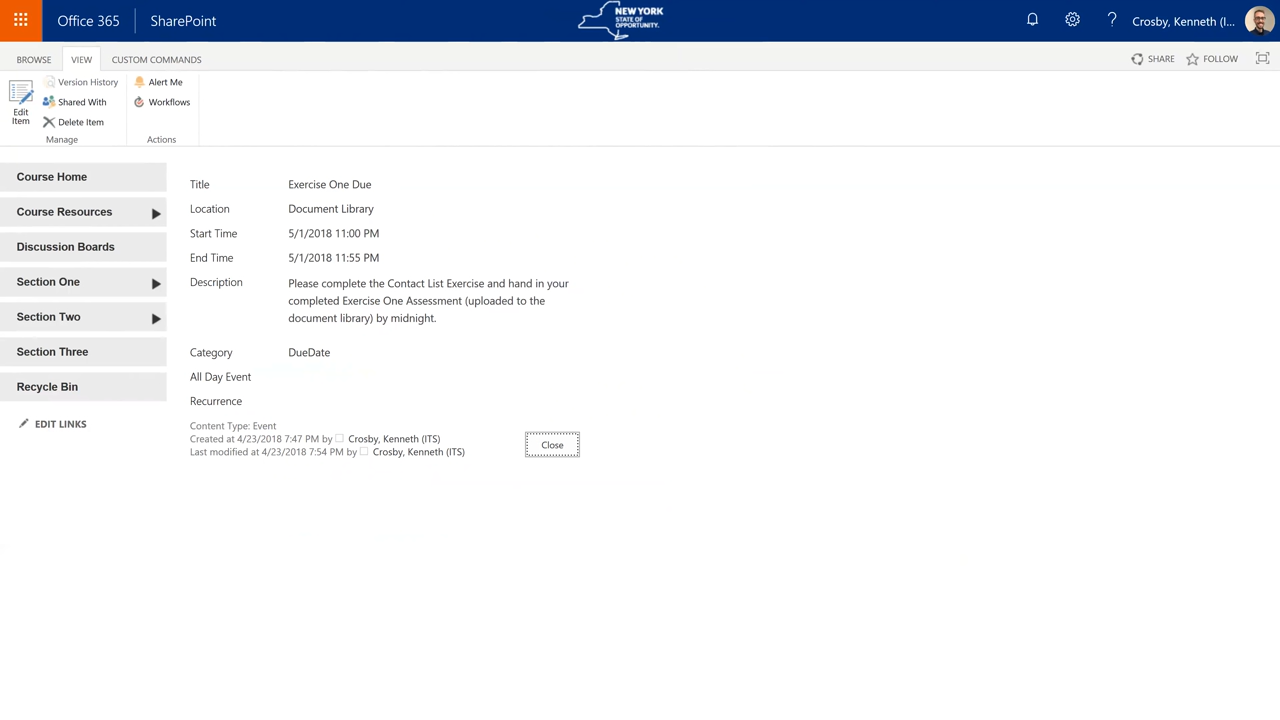 Office 365 SharePoint NEW YORK STATE OF OPPORTUNITY. ? Crosby, Kenneth (I...
BROWSE VIEW CUSTOM COMMANDS SHARE FOLLOW
Edit Item
Version History
Shared With
Delete Item
Manage
Alert Me
Workflows
Actions
Course Home
Course Resources
Discussion Boards
Section One
Section Two
Section Three
Recycle Bin
EDIT LINKS
Title Exercise One Due
Location Document Library
Start Time 5/1/2018 11:00 PM
End Time 5/1/2018 11:55 PM
Description Please complete the Contact List Exercise and hand in your
completed Exercise One Assessment (uploaded to the
document library) by midnight.
Category DueDate
All Day Event
Recurrence
Content Type: Event
Created at 4/23/2018 7:47 PM by Crosby, Kenneth (ITS)
Last modified at 4/23/2018 7:54 PM by Crosby, Kenneth (ITS)
Close